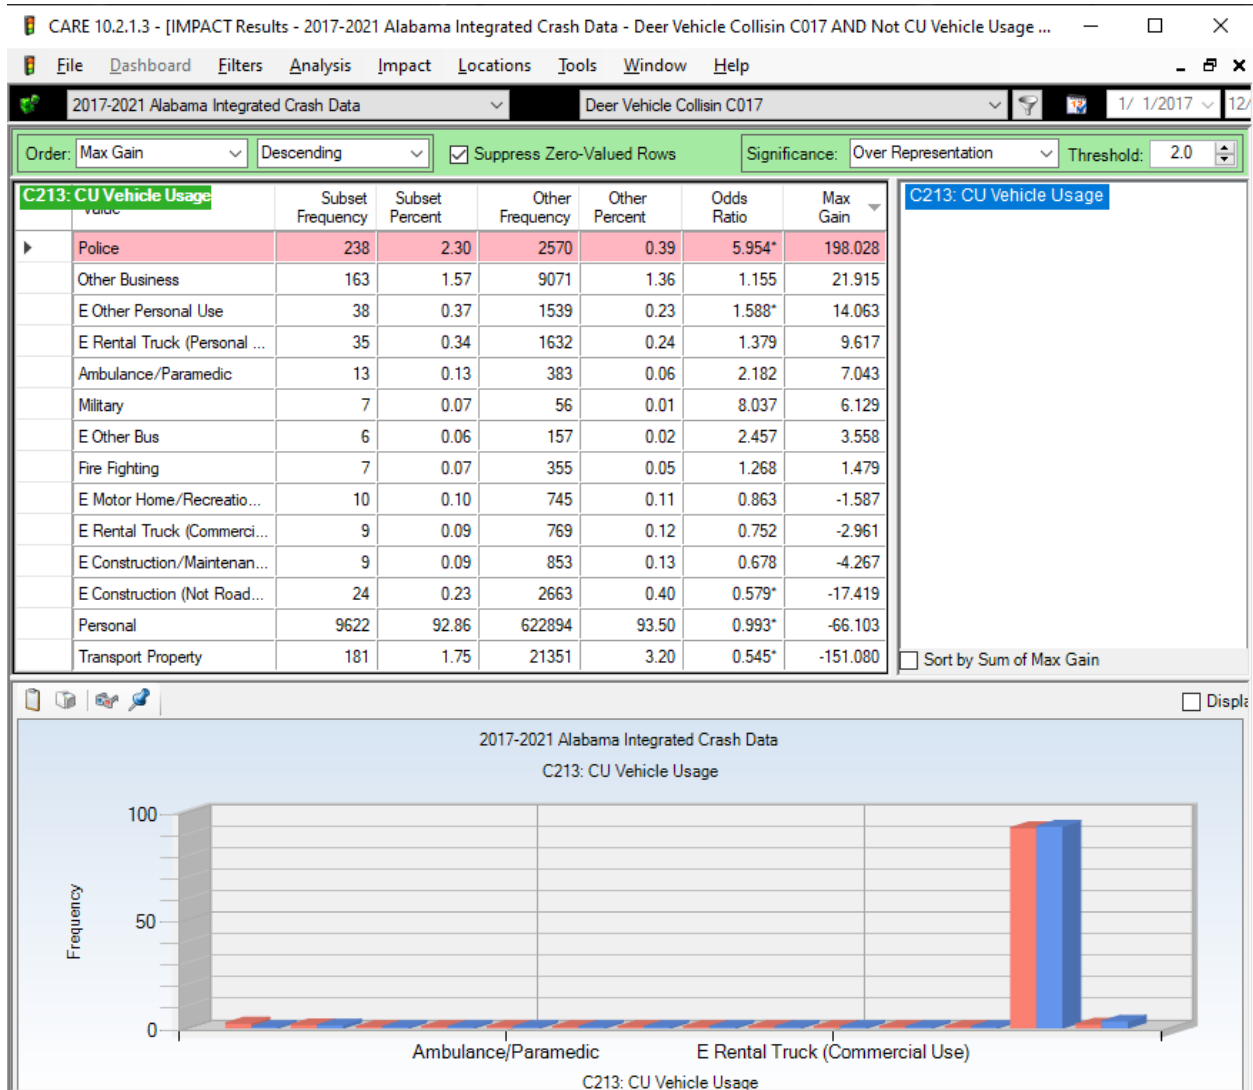 CARE 10.2.1.3 - [IMPACT Results - 2017-2021 Alabama Integrated Crash Data - Deer Vehicle Collisin C017 AND Not CU Vehicle Usage ...
File Dashboard Filters Analysis Impact Locations Tools Window Help
2017-2021 Alabama Integrated Crash Data Deer Vehicle Collisin C017 1/ 1/2017 12/
Order: Max Gain Descending Suppress Zero-Valued Rows Significance: Over Representation Threshold: 2.0
C213: CU Vehicle Usage Subset Frequency Subset Percent Other Frequency Other Percent Odds Ratio Max Gain
Police 238 2.30 2570 0.39 5.954* 198.028
Other Business 163 1.57 9071 1.36 1.155 21.915
E Other Personal Use 38 0.37 1539 0.23 1.588* 14.063
E Rental Truck (Personal ... 35 0.34 1632 0.24 1.379 9.617
Ambulance/Paramedic 13 0.13 383 0.06 2.182 7.043
Military 7 0.07 56 0.01 8.037 6.129
E Other Bus 6 0.06 157 0.02 2.457 3.558
Fire Fighting 7 0.07 355 0.05 1.268 1.479
E Motor Home/Recreatio... 10 0.10 745 0.11 0.863 -1.587
E Rental Truck (Commerci... 9 0.09 769 0.12 0.752 -2.961
E Construction/Maintenan... 9 0.09 853 0.13 0.678 -4.267
E Construction (Not Road... 24 0.23 2663 0.40 0.579* -17.419
Personal 9622 92.86 622894 93.50 0.993* -66.103
Transport Property 181 1.75 21351 3.20 0.545* -151.080
C213: CU Vehicle Usage
Sort by Sum of Max Gain
Displa
2017-2021 Alabama Integrated Crash Data
C213: CU Vehicle Usage
100
50
0
Frequency
Ambulance/Paramedic E Rental Truck (Commercial Use)
C213: CU Vehicle Usage